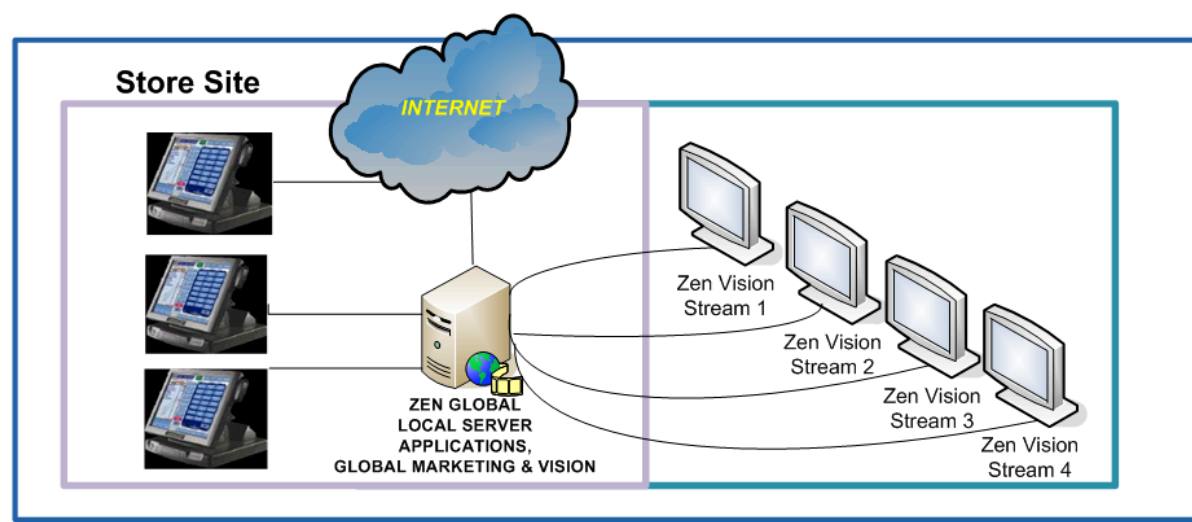 Store Site
INTERNET
Zen Vision
Stream 1
Zen Vision
Stream 2
Zen Vision
Stream 3
Zen Vision
Stream 4
ZEN GLOBAL
LOCAL SERVER
APPLICATIONS,
GLOBAL MARKETING & VISION